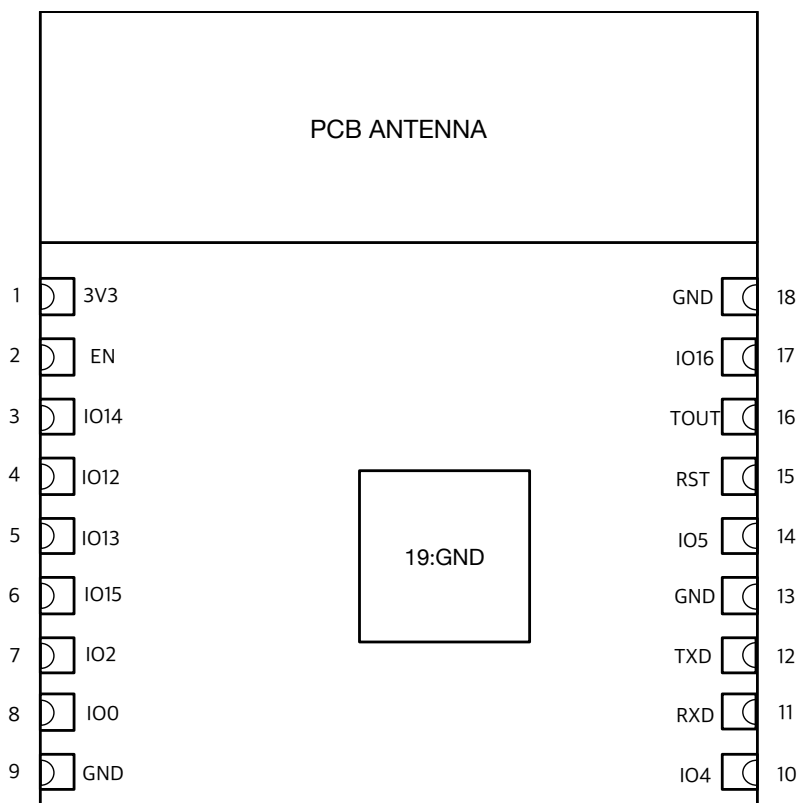 PCB ANTENNA
1 3V3 GND 18
2 EN IO16 17
3 IO14 TOUT 16
4 IO12 RST 15
5 IO13 IO5 14
19:GND
6 IO15 GND 13
7 IO2 TXD 12
8 IO0 RXD 11
9 GND IO4 10